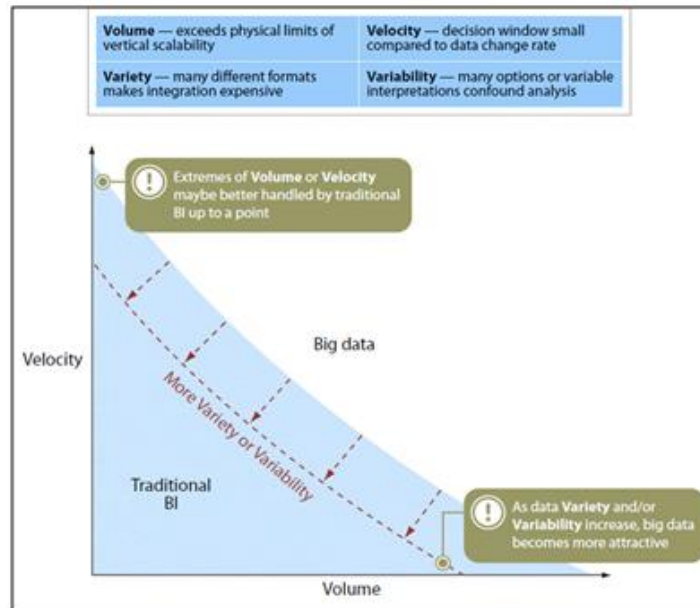 Volume — exceeds physical limits of
vertical scalability
Velocity — decision window small
compared to data change rate
Variety — many different formats
makes integration expensive
Variability — many options or variable
interpretations confound analysis
Extremes of Volume or Velocity
maybe better handled by traditional
BI up to a point
Big data
Velocity
More Variety or Variability
Traditional
BI
As data Variety and/or
Variability increase, big data
becomes more attractive
Volume